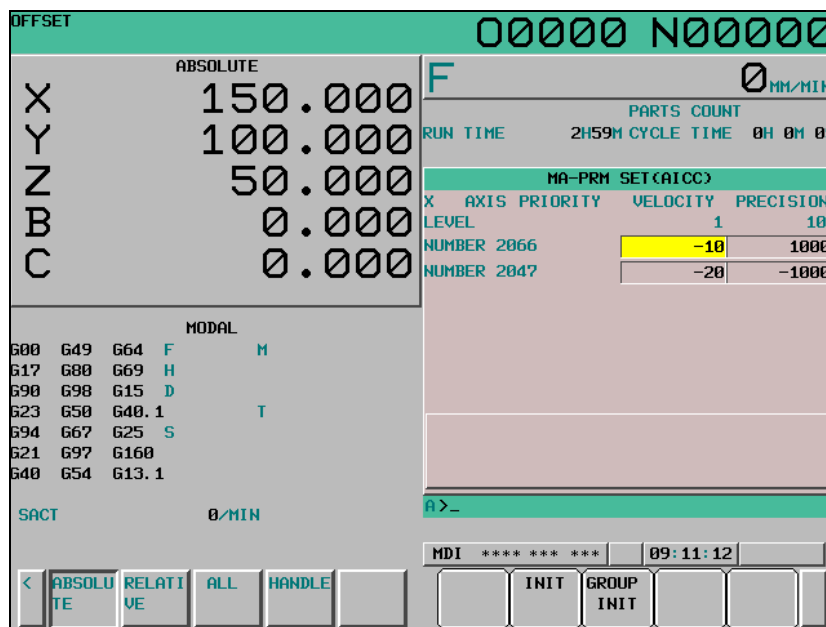 OFFSET
O0000 N00000
ABSOLUTE
X 150.000
Y 100.000
Z 50.000
B 0.000
C 0.000
F 0 MM/MIN
PARTS COUNT
RUN TIME 2H59M CYCLE TIME 0H 0M 0
MA-PRM SET(AICC)
X AXIS PRIORITY VELOCITY PRECISION
LEVEL 1 10
NUMBER 2066 -10 1000
NUMBER 2047 -20 -1000
MODAL
G00 G49 G64 F M
G17 G80 G69 H
G90 G98 G15 D
G23 G50 G40.1 T
G94 G67 G25 S
G21 G97 G160
G40 G54 G13.1
SACT 0/MIN
A>_
MDI **** *** *** 09:11:12
< ABSOLUTE RELATIVE ALL HANDLE
INIT GROUP INIT